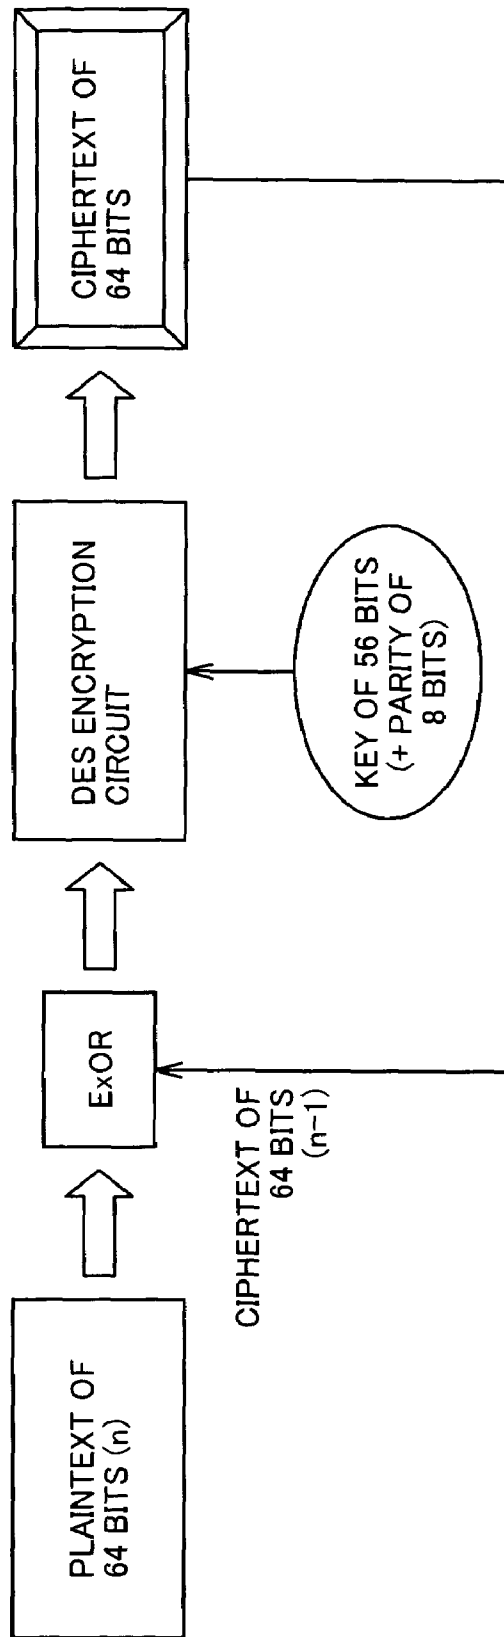 PLAINTEXT OF
64 BITS (n)
ExOR
CIPHERTEXT OF
64 BITS
(n-1)
DES ENCRYPTION
CIRCUIT
KEY OF 56 BITS
(+ PARITY OF
8 BITS)
CIPHERTEXT OF
64 BITS